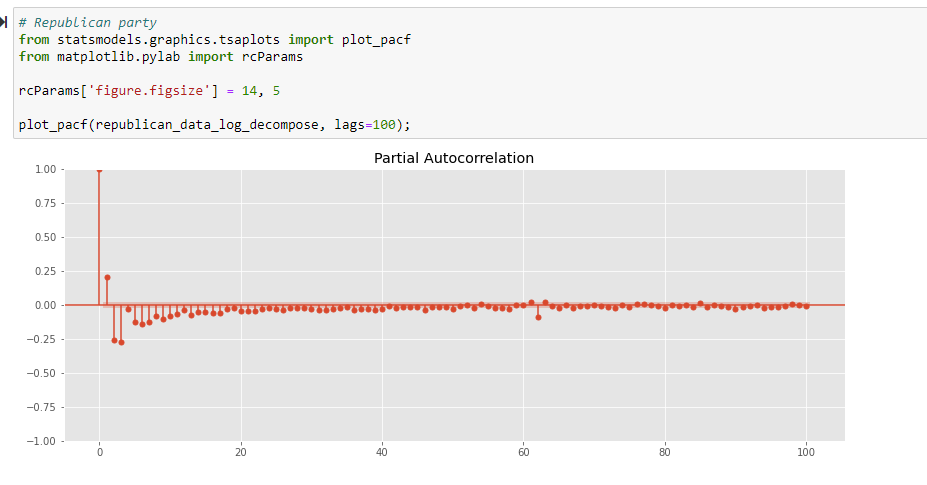 # Republican party
from statsmodels.graphics.tsaplots import plot_pacf
from matplotlib.pylab import rcParams
rcParams['figure.figsize'] = 14, 5
plot_pacf(republican_data_log_decompose, lags=100);
Partial Autocorrelation
1.00
0.75
0.50
0.25
0.00
−0.25
−0.50
−0.75
−1.00
0 20 40 60 80 100